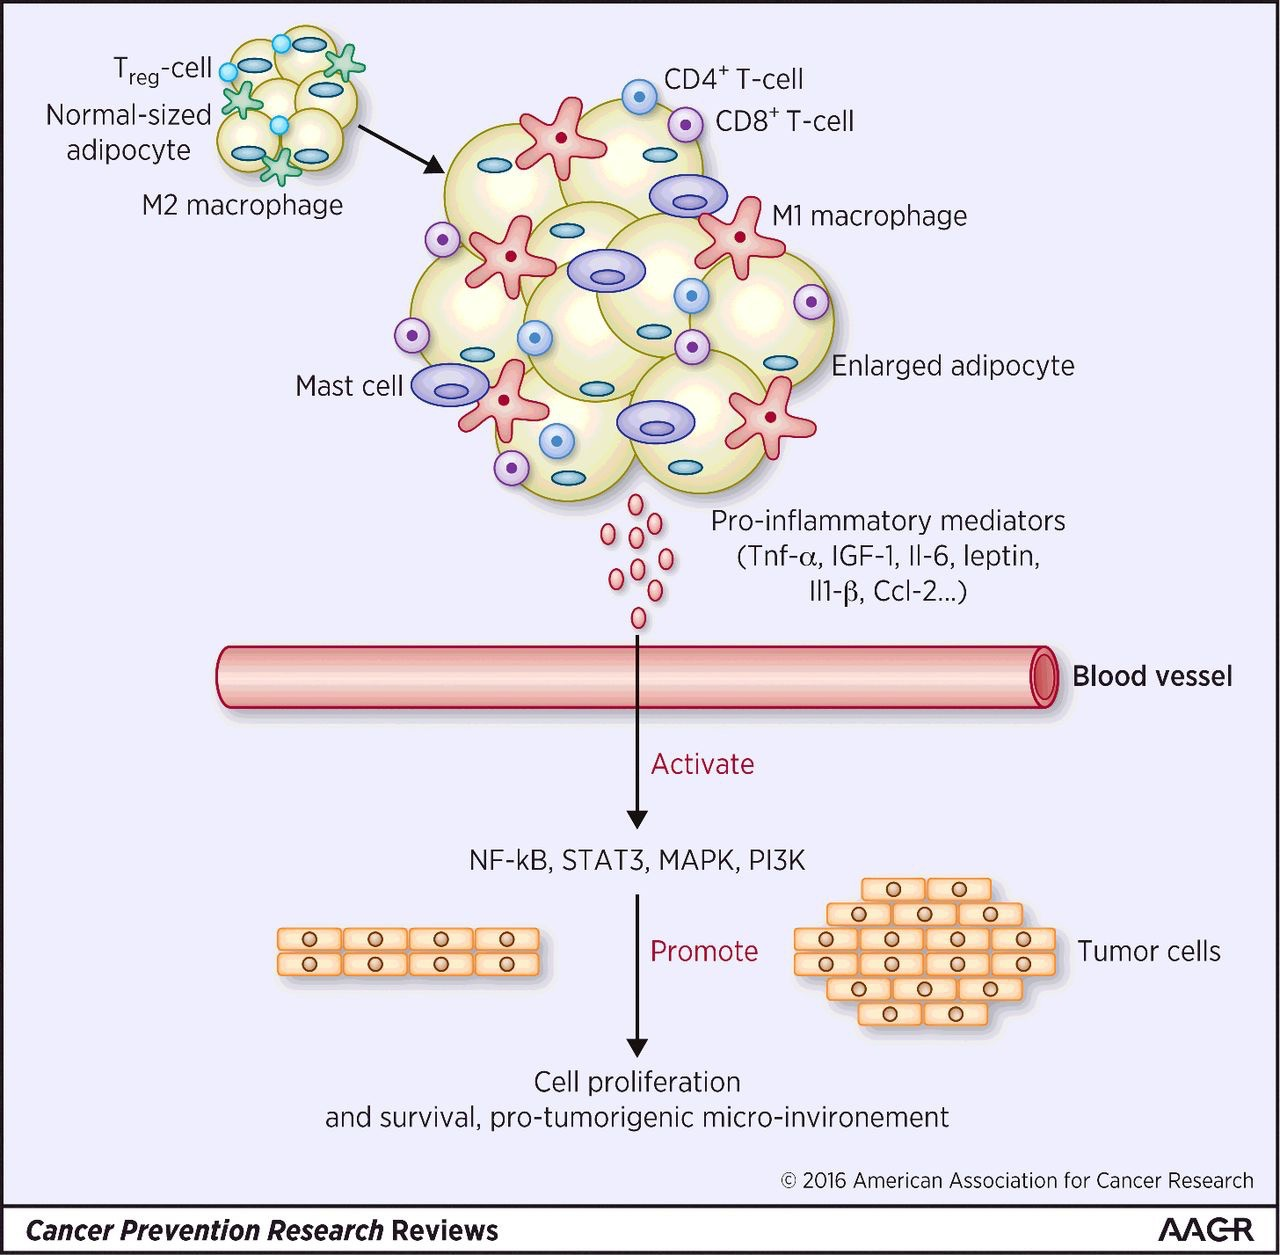 T_reg-cell
Normal-sized
adipocyte
M2 macrophage
CD4⁺ T-cell
CD8⁺ T-cell
M1 macrophage
Mast cell
Enlarged adipocyte
Pro-inflammatory mediators
(Tnf-α, IGF-1, Il-6, leptin,
Il1-β, Ccl-2...)
Blood vessel
Activate
NF-kB, STAT3, MAPK, PI3K
Promote
Tumor cells
Cell proliferation
and survival, pro-tumorigenic micro-invironement
© 2016 American Association for Cancer Research
Cancer Prevention Research Reviews
AACR